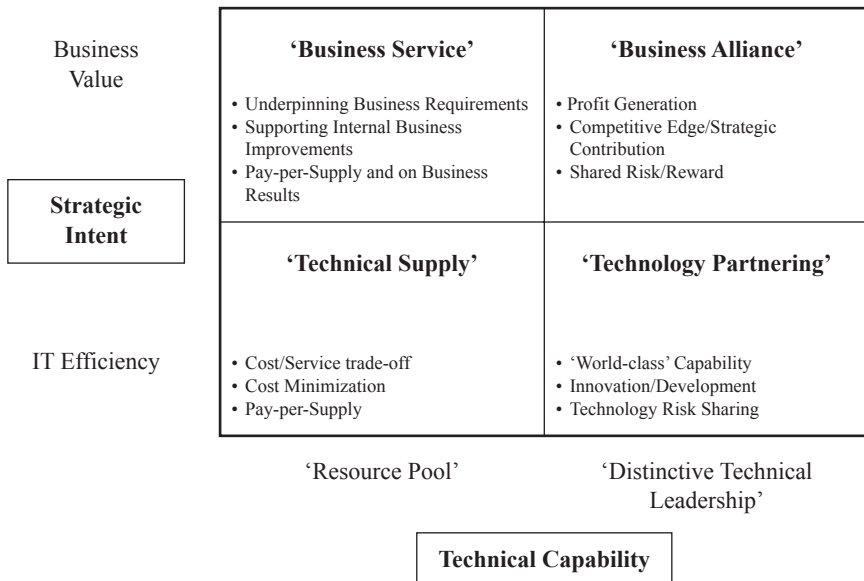 Business
Value
‘Business Service’
• Underpinning Business Requirements
• Supporting Internal Business
Improvements
• Pay-per-Supply and on Business
Results
‘Business Alliance’
• Profit Generation
• Competitive Edge/Strategic
Contribution
• Shared Risk/Reward
Strategic
Intent
IT Efficiency
‘Technical Supply’
• Cost/Service trade-off
• Cost Minimization
• Pay-per-Supply
‘Technology Partnering’
• ‘World-class’ Capability
• Innovation/Development
• Technology Risk Sharing
‘Resource Pool’
‘Distinctive Technical
Leadership’
Technical Capability